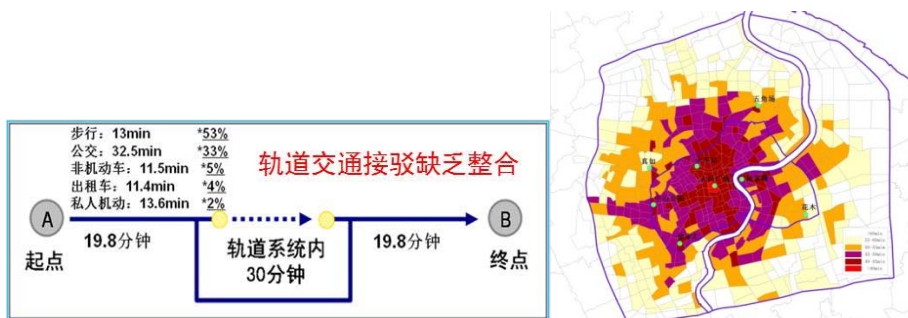 步行：13min *53%
公交：32.5min *33%
非机动车：11.5min *5%
出租车：11.4min *4%
私人机动：13.6min *2%
轨道交通接驳缺乏整合
A
B
19.8分钟
19.8分钟
起点
轨道系统内
30分钟
终点
五角场
真如
花木